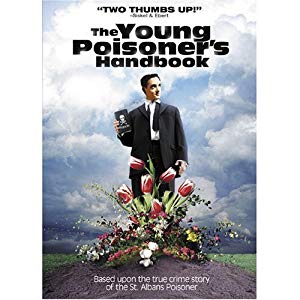 "TWO THUMBS UP!"
-Siskel & Ebert
The Young
Poisoner's
Handbook
Based upon the true crime story
of the St. Albans Poisoner